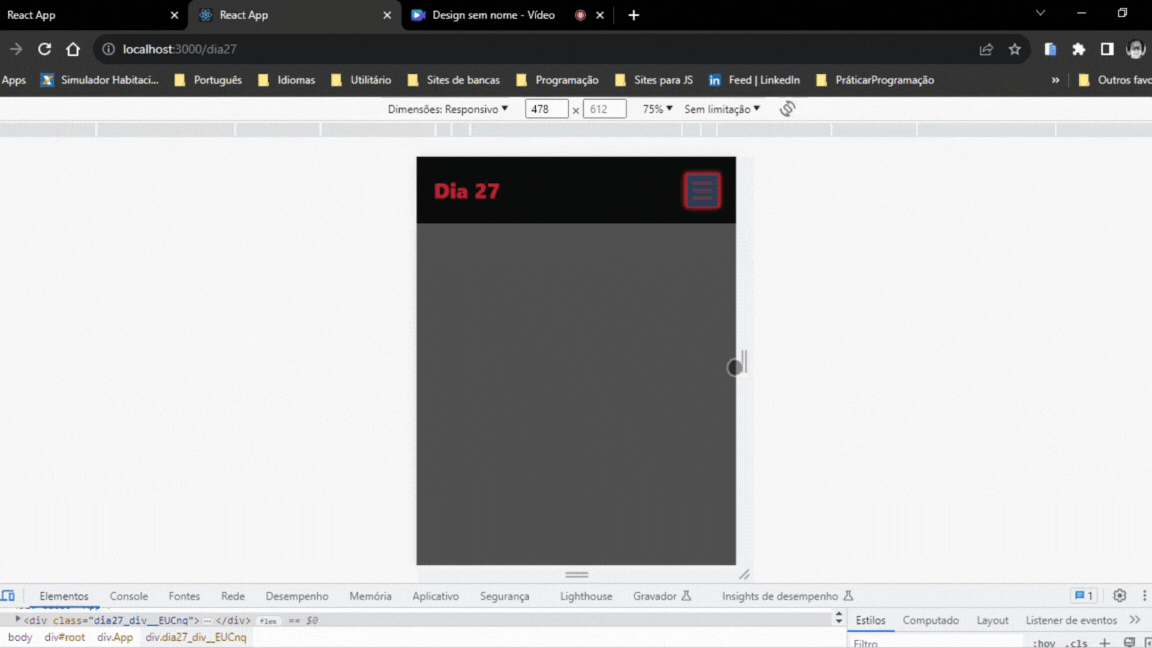 React App
React App
Design sem nome - Vídeo
localhost:3000/dia27
Apps
Simulador Habitaci...
Português
Idiomas
Utilitário
Sites de bancas
Programação
Sites para JS
Feed | LinkedIn
PráticarProgramação
»
Outros favo
Dimensões: Responsivo
478 x 612
75%
Sem limitação
Dia 27
Elementos
Console
Fontes
Rede
Desempenho
Memória
Aplicativo
Segurança
Lighthouse
Gravador
Insights de desempenho
1
<div class="dia27_div__EUCnq"> … </div> flex == $0
body div#root div.App div.dia27_div__EUCnq
Estilos
Computado
Layout
Listener de eventos
Filtro
:hov .cls